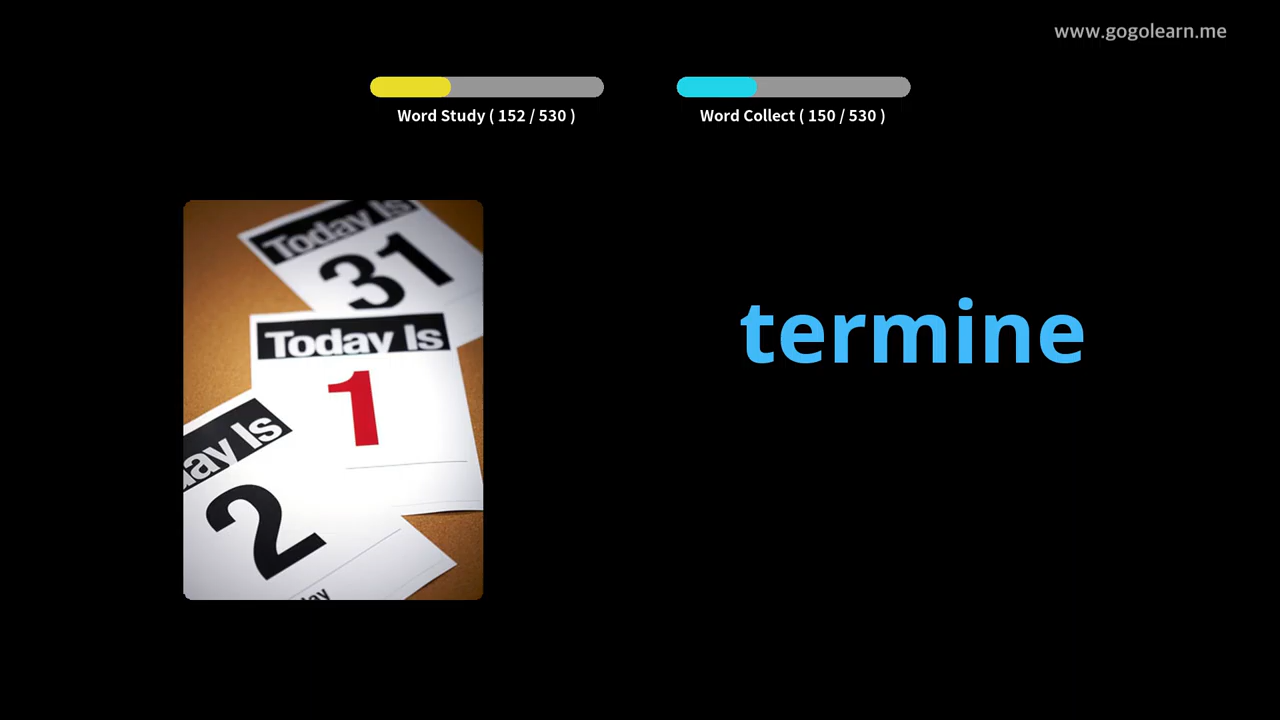 www.gogolearn.me
Word Study ( 152 / 530 )
Word Collect ( 150 / 530 )
Today Is
31
Today Is
1
ay Is
2
termine